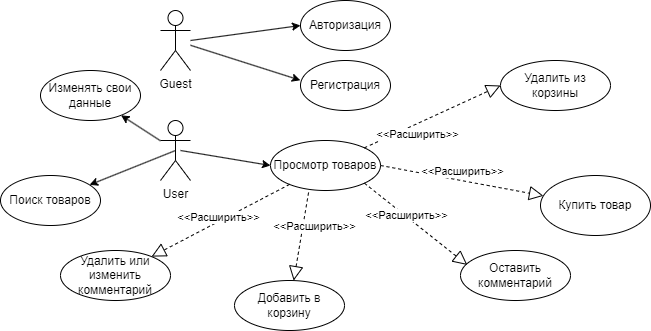 Авторизация
Guest
Регистрация
Удалить из
корзины
Изменять свои
данные
<<Расширить>>
Просмотр товаров
<<Расширить>>
User
Поиск товаров
Купить товар
<<Расширить>>
<<Расширить>>
<<Расширить>>
Удалить или
изменить
комментарий
Добавить в
корзину
Оставить
комментарий